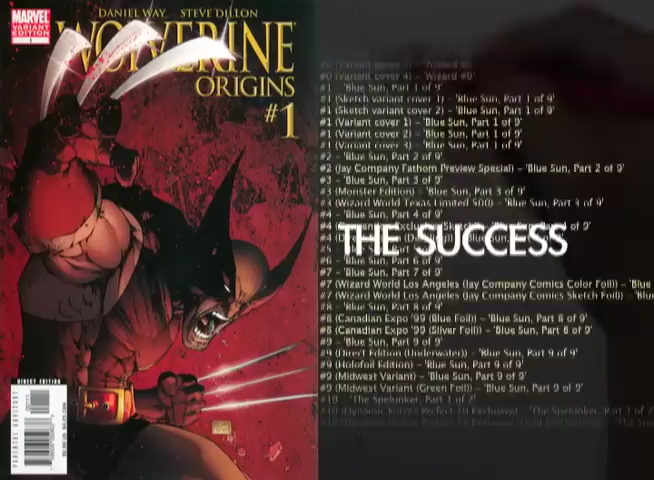 MARVEL
VARIANT
EDITION
1
DANIEL WAY STEVE DILLON
WOLVERINE
ORIGINS
#1
DIRECT EDITION
THE SUCCESS
#0 (Variant cover 4) – 'Wizard #0'
#1 – 'Blue Sun, Part 1 of 9'
#1 (Sketch variant cover 1) – 'Blue Sun, Part 1 of 9'
#1 (Sketch variant cover 2) – 'Blue Sun, Part 1 of 9'
#1 (Variant cover 1) – 'Blue Sun, Part 1 of 9'
#1 (Variant cover 2) – 'Blue Sun, Part 1 of 9'
#1 (Variant cover 3) – 'Blue Sun, Part 1 of 9'
#2 – 'Blue Sun, Part 2 of 9'
#2 (Jay Company Fathom Preview Special) – 'Blue Sun, Part 2 of 9'
#3 – 'Blue Sun, Part 3 of 9'
#3 (Monster Edition) – 'Blue Sun, Part 3 of 9'
#3 (Wizard World Texas Limited 500) – 'Blue Sun, Part 3 of 9'
#4 – 'Blue Sun, Part 4 of 9'
#6 – 'Blue Sun, Part 6 of 9'
#7 – 'Blue Sun, Part 7 of 9'
#7 (Wizard World Los Angeles (Jay Company Comics Color Foil)) – 'Blue
#7 (Wizard World Los Angeles (Jay Company Comics Sketch Foil) – 'Blue
#8 – 'Blue Sun, Part 8 of 9'
#8 (Canadian Expo '99 (Blue Foil)) – 'Blue Sun, Part 8 of 9'
#8 (Canadian Expo '99 (Silver Foil)) – 'Blue Sun, Part 8 of 9'
#9 – 'Blue Sun, Part 9 of 9'
#9 (Direct Edition (Underwater)) – 'Blue Sun, Part 9 of 9'
#9 (Holofoil Edition) – 'Blue Sun, Part 9 of 9'
#9 (Midwest Variant) – 'Blue Sun, Part 9 of 9'
#9 (Midwest Variant (Green Foil)) – 'Blue Sun, Part 9 of 9'
#10 – 'The Spelunker, Part 1 of 2'